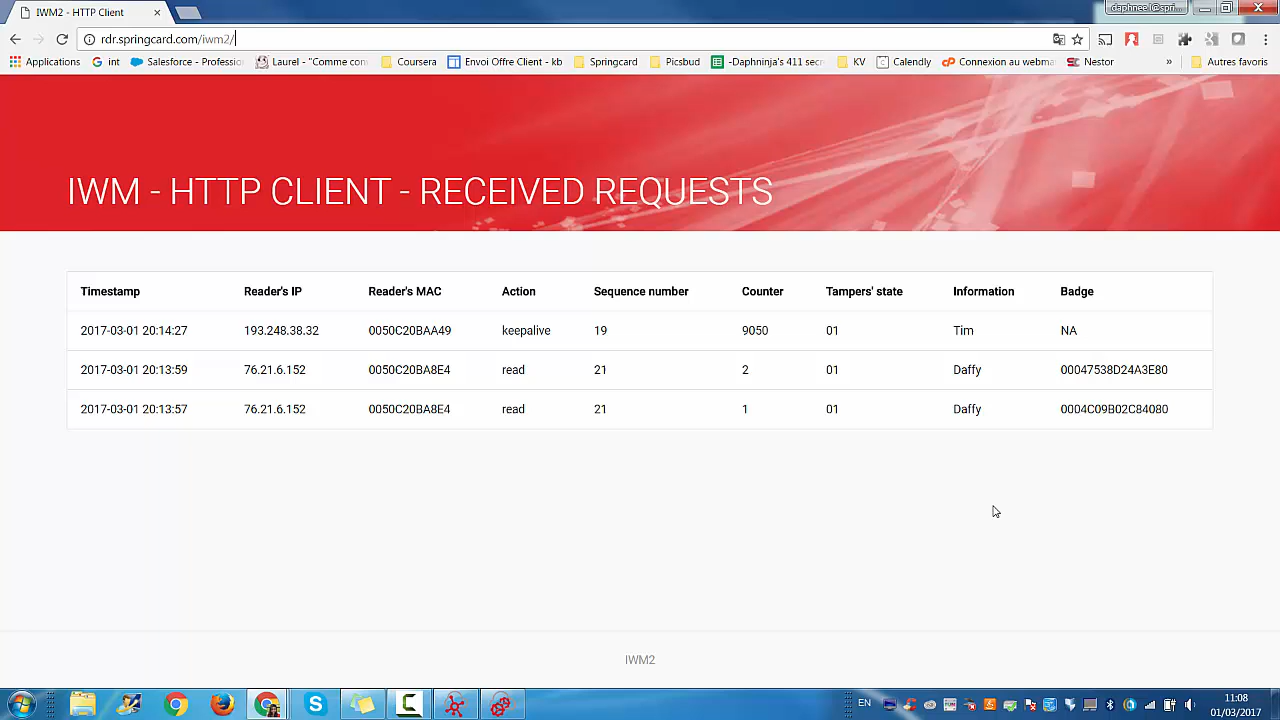 IWM2 - HTTP Client
daphnee@spri...
rdr.springcard.com/iwm2/
Applications int Salesforce - Professio Laurel - "Comme con Coursera Envoi Offre Client - kb Springcard Picsbud -Daphninja's 411 sec KV Calendly Connexion au webma Nestor » Autres favoris
IWM - HTTP CLIENT - RECEIVED REQUESTS
Timestamp Reader's IP Reader's MAC Action Sequence number Counter Tampers' state Information Badge
2017-03-01 20:14:27 193.248.38.32 0050C20BAA49 keepalive 19 9050 01 Tim NA
2017-03-01 20:13:59 76.21.6.152 0050C20BA8E4 read 21 2 01 Daffy 00047538D24A3E80
2017-03-01 20:13:57 76.21.6.152 0050C20BA8E4 read 21 1 01 Daffy 0004C09B02C84080
IWM2
EN
11:08
01/03/2017